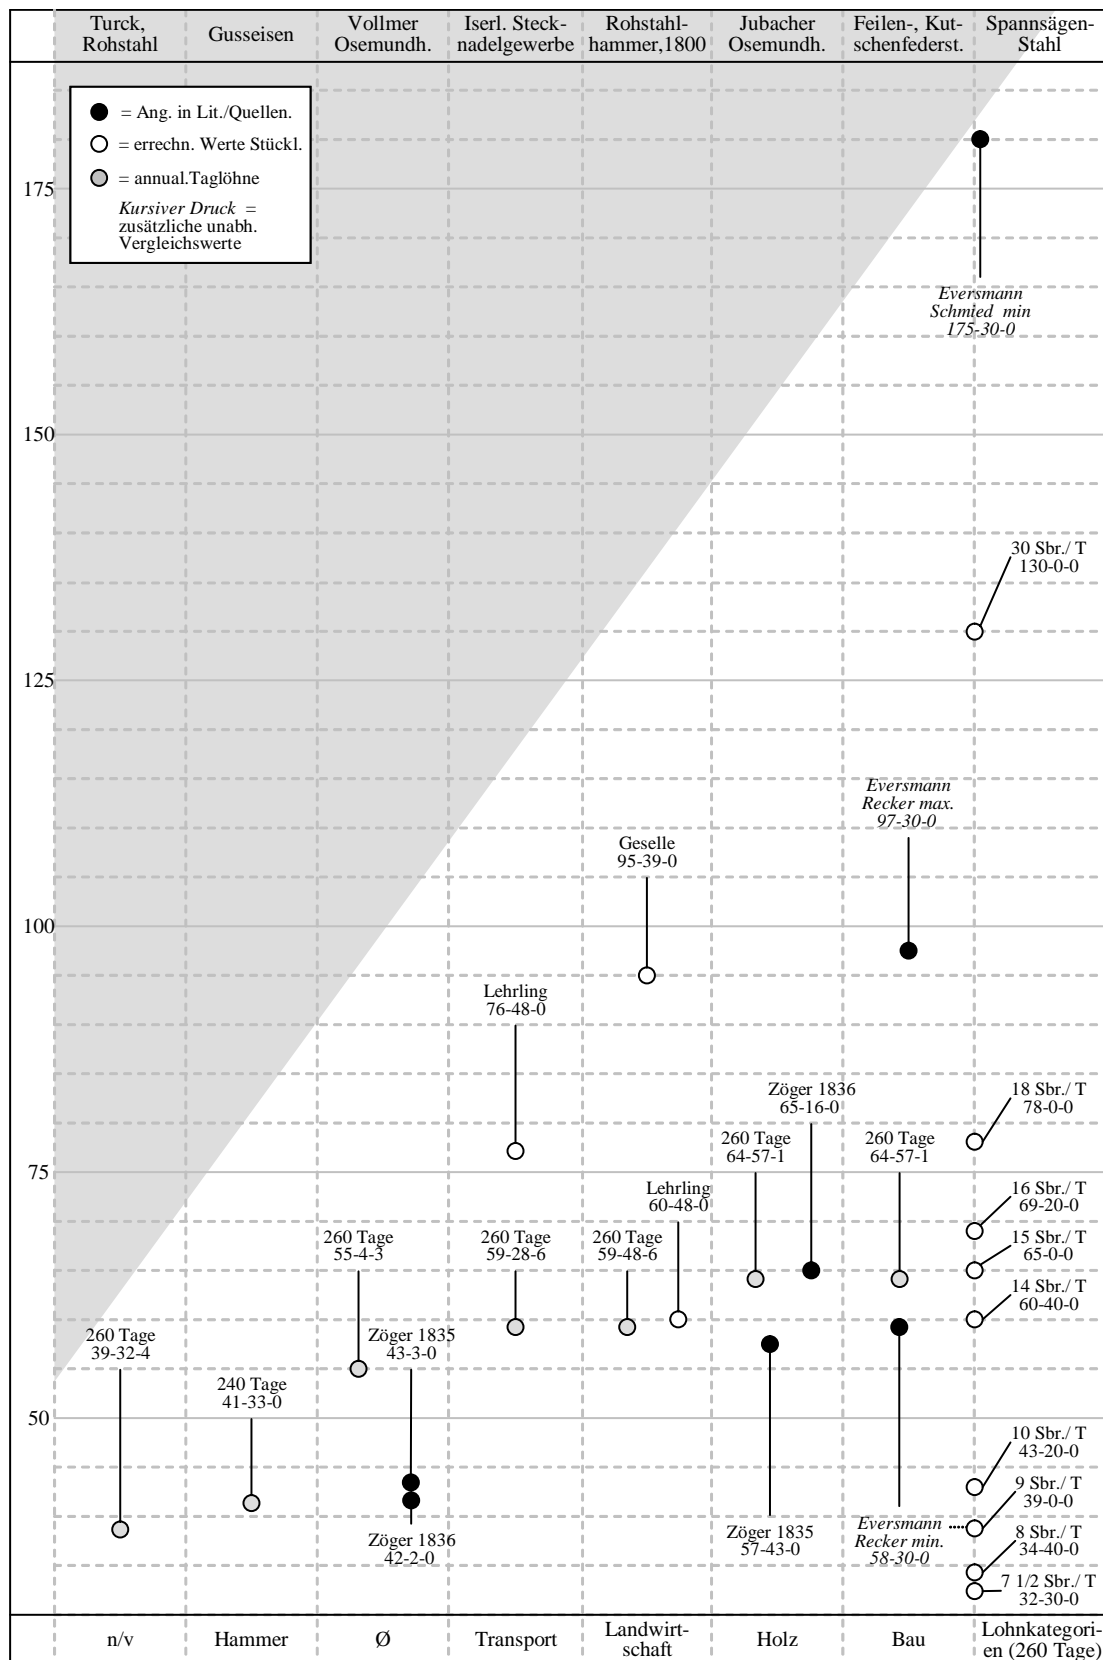 Turck,
Rohstahl
Gusseisen
Vollmer
Osemundh.
Iserl. Steck-
nadelgewerbe
Rohstahl-
hammer,1800
Jubacher
Osemundh.
Feilen-, Kut-
schenfederst.
Spannsägen-
Stahl
= Ang. in Lit./Quellen.
= errechn. Werte Stückl.
= annual.Taglöhne
Kursiver Druck =
zusätzliche unabh.
Vergleichswerte
175
150
125
100
75
50
Eversmann
Schmied min
175-30-0
30 Sbr./ T
130-0-0
Eversmann
Recker max.
97-30-0
Geselle
95-39-0
Lehrling
76-48-0
Zöger 1836
65-16-0
18 Sbr./ T
78-0-0
260 Tage
64-57-1
260 Tage
64-57-1
Lehrling
60-48-0
16 Sbr./ T
69-20-0
260 Tage
55-4-3
260 Tage
59-28-6
260 Tage
59-48-6
15 Sbr./ T
65-0-0
14 Sbr./ T
60-40-0
260 Tage
39-32-4
Zöger 1835
43-3-0
240 Tage
41-33-0
10 Sbr./ T
43-20-0
9 Sbr./ T
39-0-0
Zöger 1836
42-2-0
Zöger 1835
57-43-0
Eversmann
Recker min.
58-30-0
8 Sbr./ T
34-40-0
7 1/2 Sbr./ T
32-30-0
n/v
Hammer
Ø
Transport
Landwirt-
schaft
Holz
Bau
Lohnkategori-
en (260 Tage)